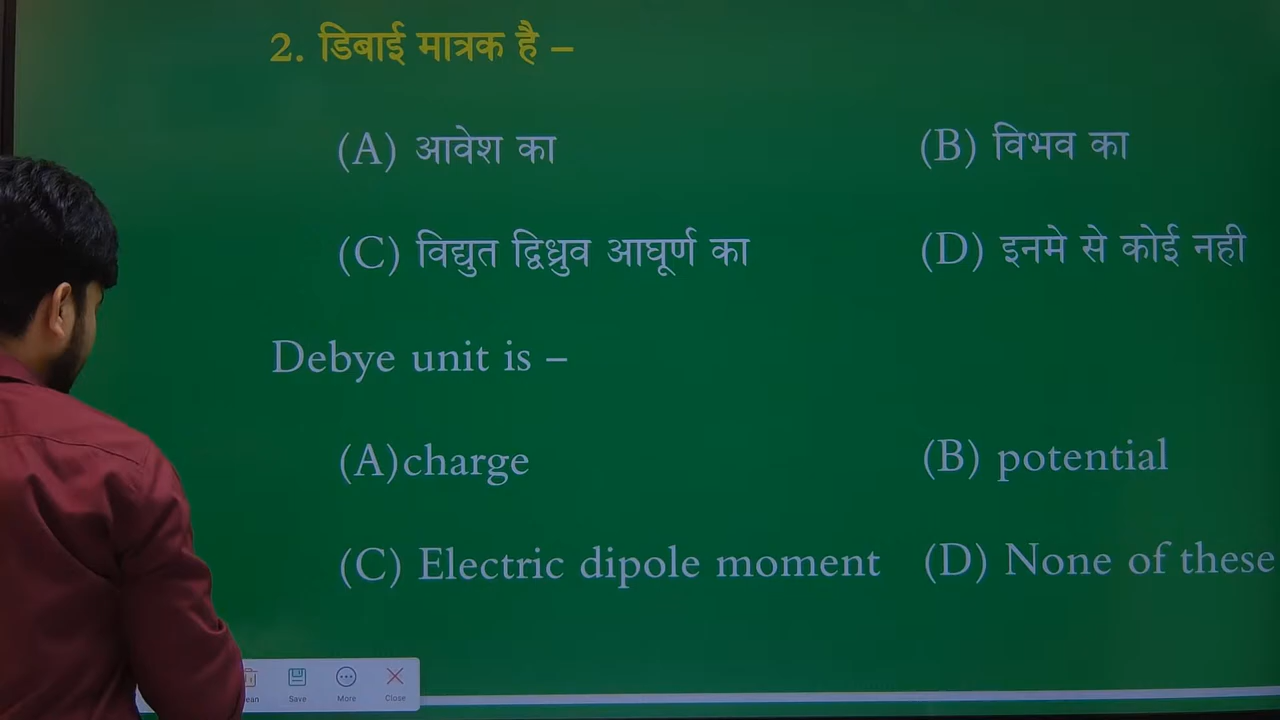 2. डिबाई मात्रक है –
(A) आवेश का (B) विभव का
(C) विद्युत द्विध्रुव आघूर्ण का (D) इनमे से कोई नही
Debye unit is –
(A)charge (B) potential
(C) Electric dipole moment (D) None of these
Save More Close